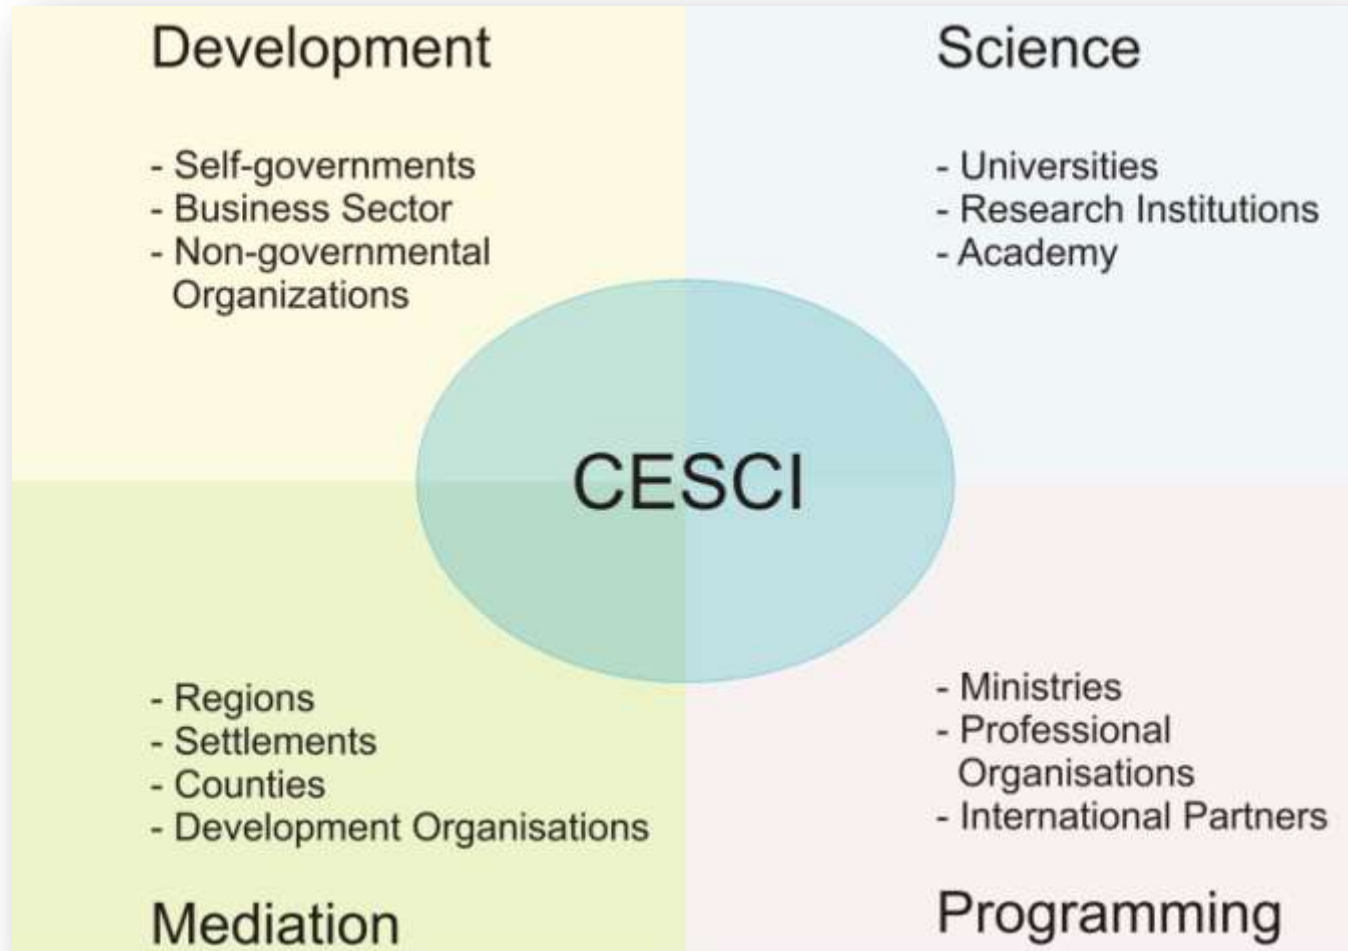 Development
- Self-governments
- Business Sector
- Non-governmental
Organizations
Science
- Universities
- Research Institutions
- Academy
CESCI
- Regions
- Settlements
- Counties
- Development Organisations
Mediation
- Ministries
- Professional
Organisations
- International Partners
Programming